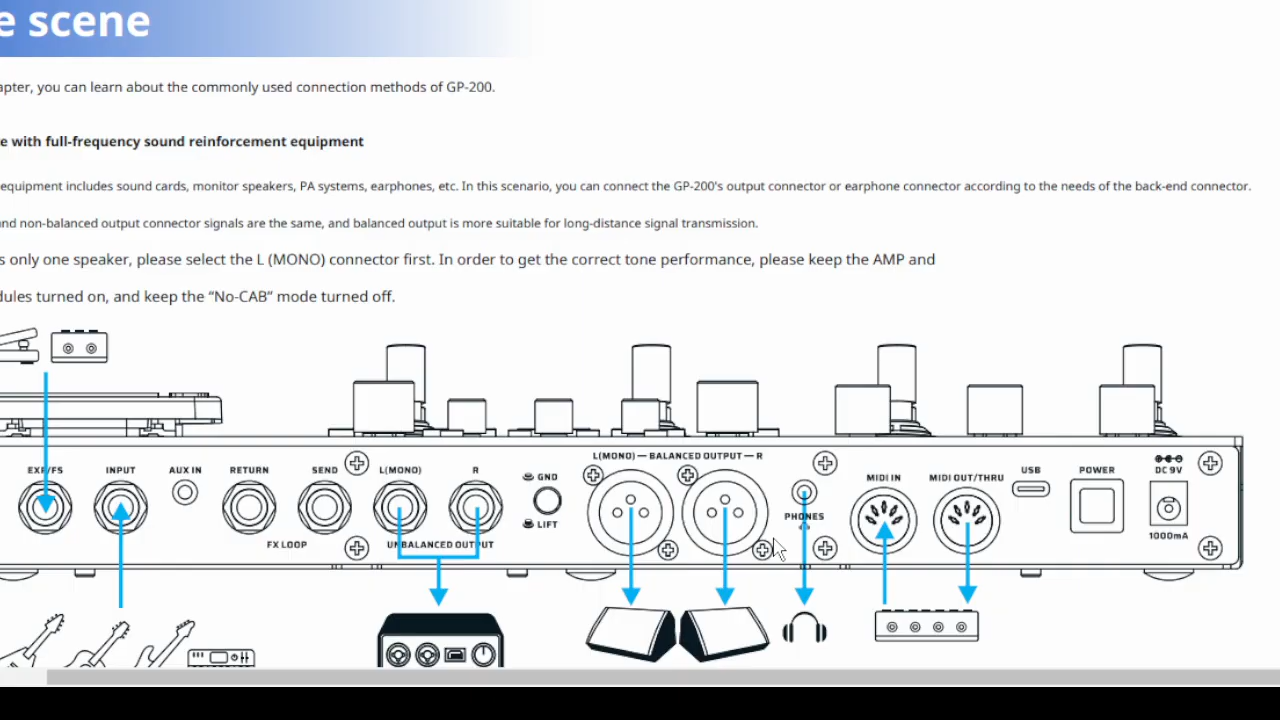 e scene
apter, you can learn about the commonly used connection methods of GP-200.
e with full-frequency sound reinforcement equipment
equipment includes sound cards, monitor speakers, PA systems, earphones, etc. In this scenario, you can connect the GP-200's output connector or earphone connector according to the needs of the back-end connector.
nd non-balanced output connector signals are the same, and balanced output is more suitable for long-distance signal transmission.
s only one speaker, please select the L (MONO) connector first. In order to get the correct tone performance, please keep the AMP and
dules turned on, and keep the “No-CAB” mode turned off.
L(MONO) — BALANCED OUTPUT — R
EXP/FS INPUT AUX IN RETURN SEND L(MONO) R GND MIDI IN MIDI OUT/THRU USB POWER DC 9V
PHONES
LIFT
FX LOOP UNBALANCED OUTPUT 1000mA